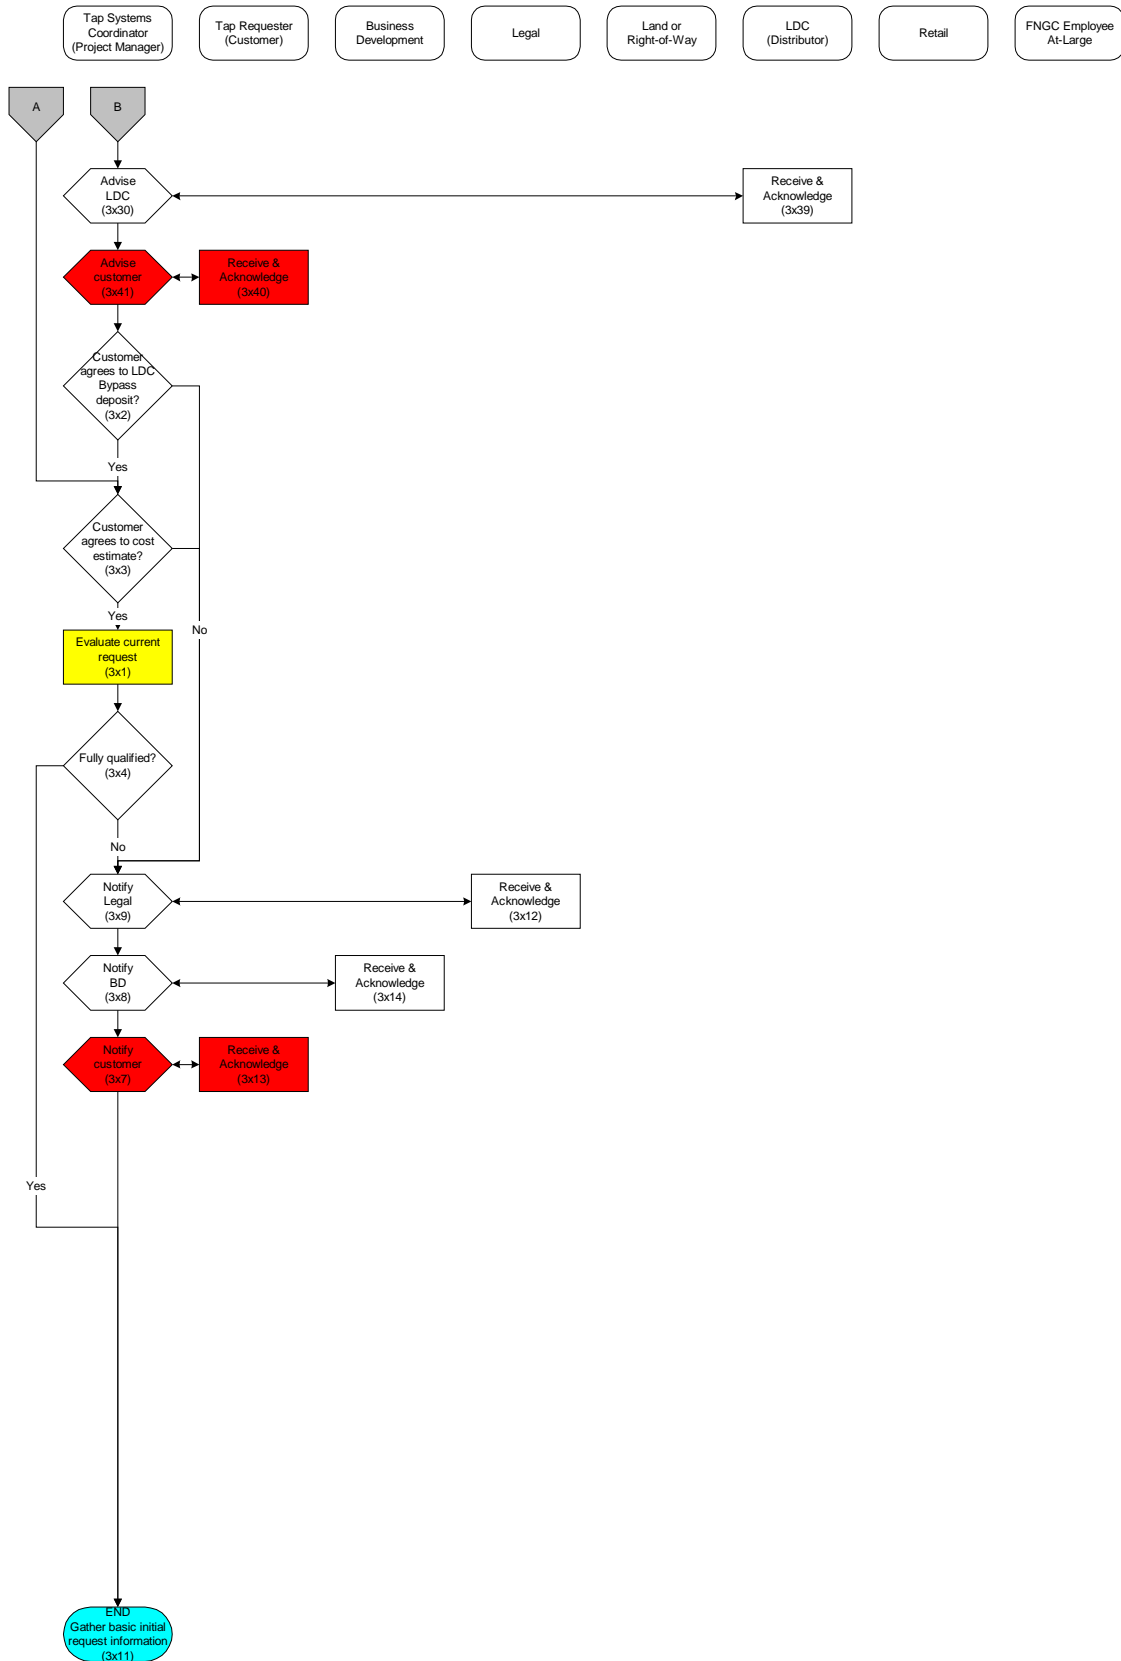 Tap Systems
Coordinator
(Project Manager)
Tap Requester
(Customer)
Business
Development
Legal
Land or
Right-of-Way
LDC
(Distributor)
Retail
FNGC Employee
At-Large
A
B
Advise
LDC
(3x30)
Receive &
Acknowledge
(3x39)
Advise
customer
(3x41)
Receive &
Acknowledge
(3x40)
Customer
agrees to LDC
Bypass
deposit?
(3x2)
Yes
Customer
agrees to cost
estimate?
(3x3)
Yes
No
Evaluate current
request
(3x1)
Fully qualified?
(3x4)
No
Notify
Legal
(3x9)
Receive &
Acknowledge
(3x12)
Notify
BD
(3x8)
Receive &
Acknowledge
(3x14)
Notify
customer
(3x7)
Receive &
Acknowledge
(3x13)
Yes
END
Gather basic initial
request information
(3x11)